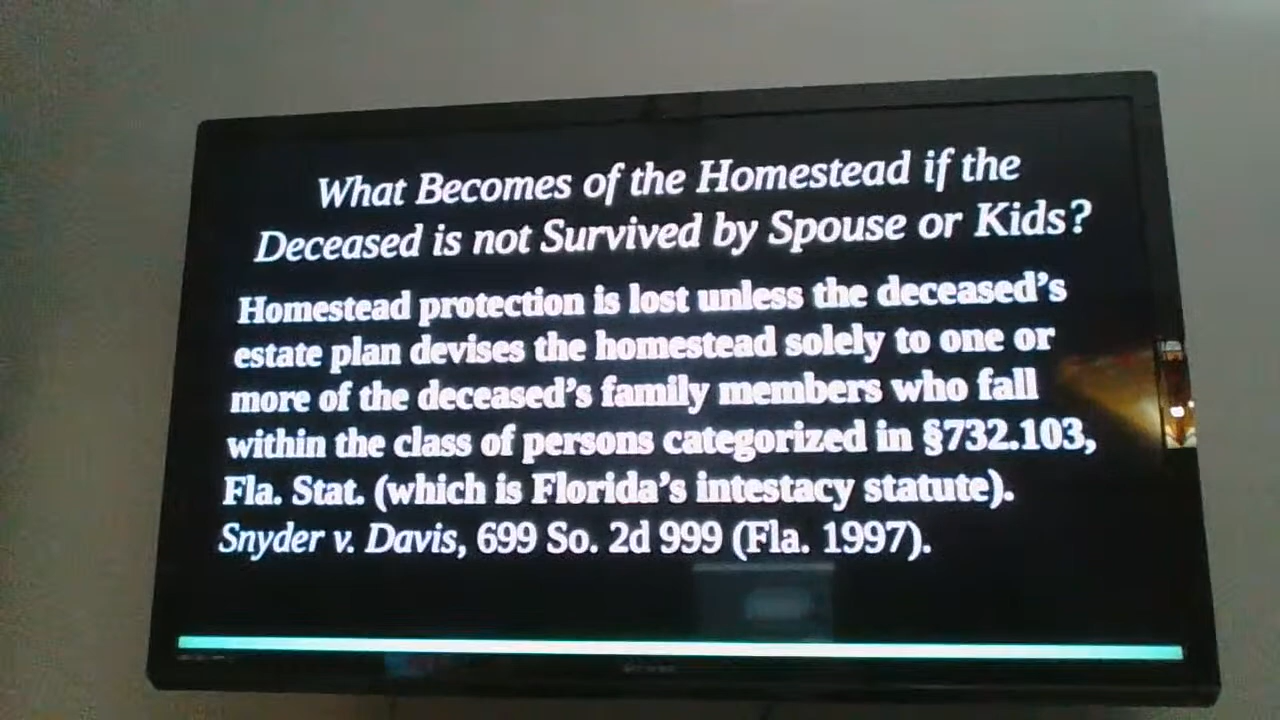 What Becomes of the Homestead if the
Deceased is not Survived by Spouse or Kids?
Homestead protection is lost unless the deceased's
estate plan devises the homestead solely to one or
more of the deceased's family members who fall
within the class of persons categorized in §732.103,
Fla. Stat. (which is Florida's intestacy statute).
Snyder v. Davis, 699 So. 2d 999 (Fla. 1997).